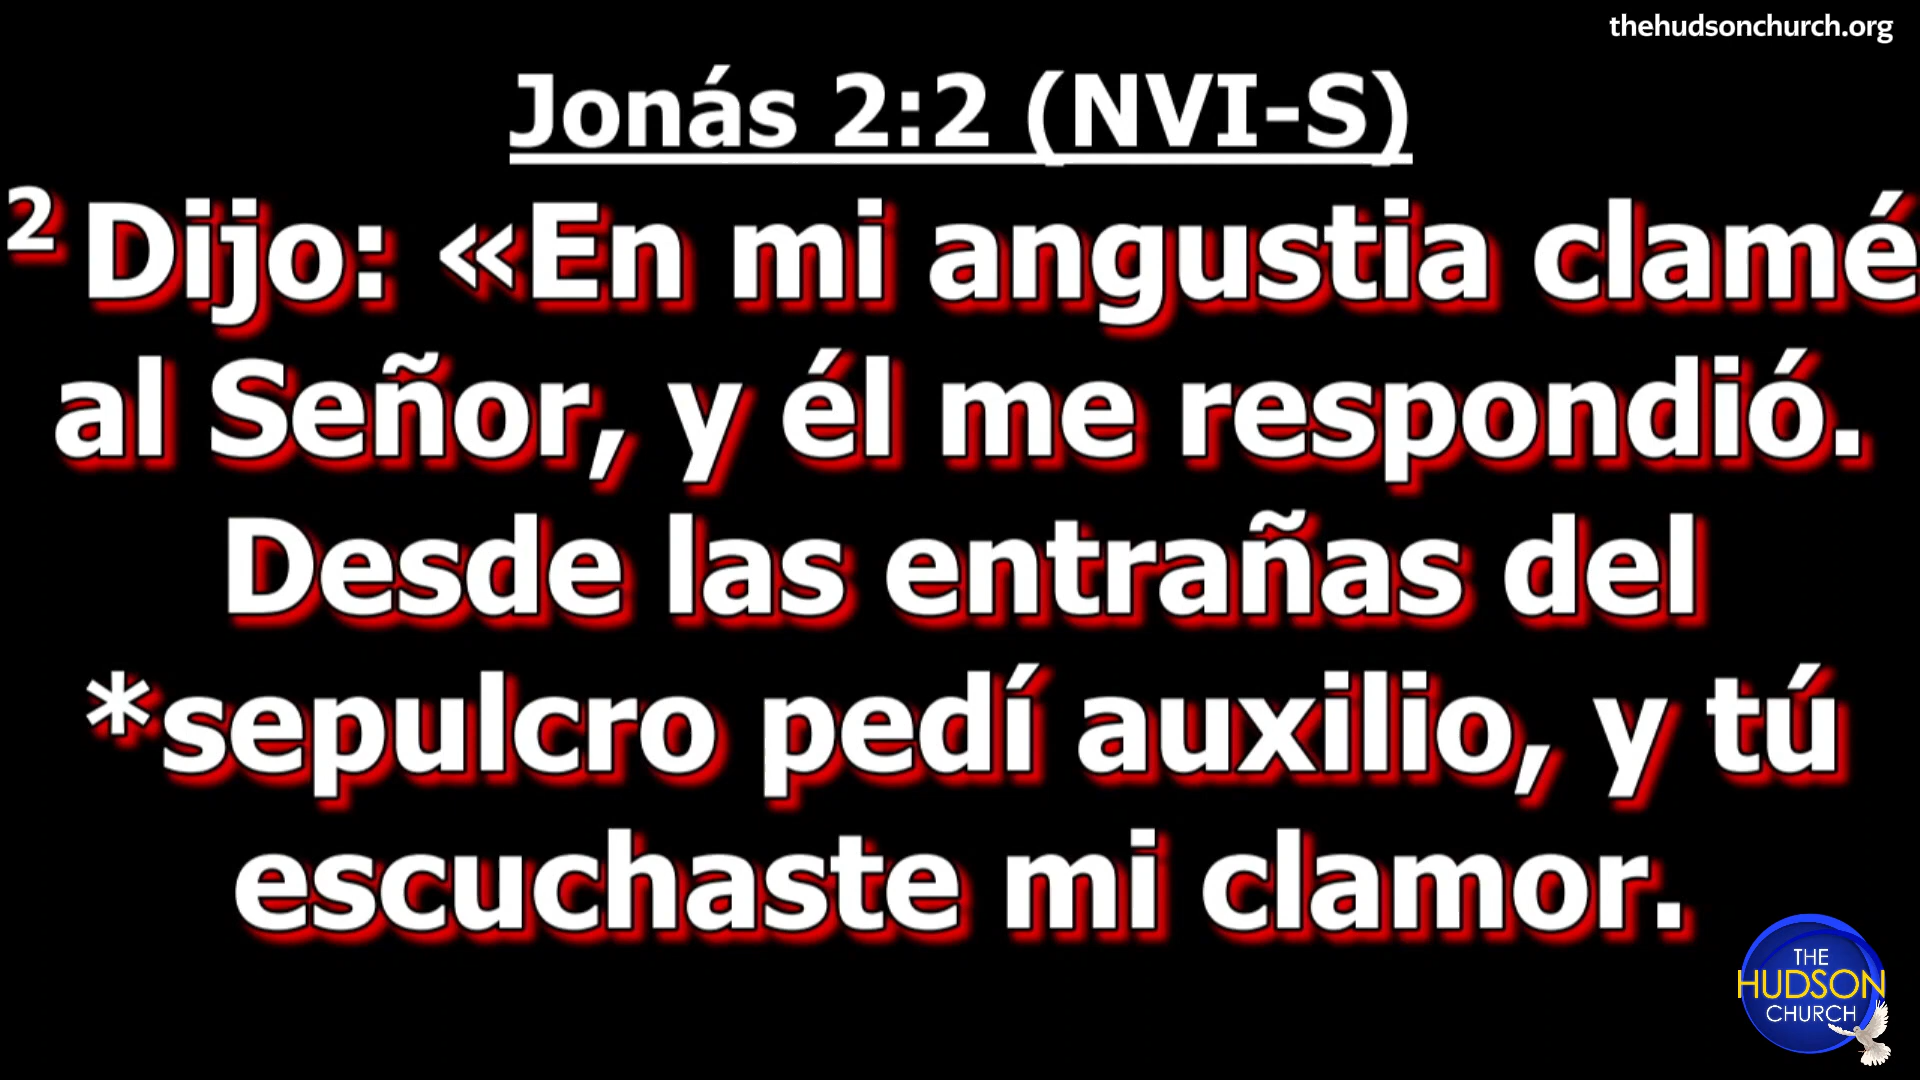 thehudsonchurch.org
Jonás 2:2 (NVI-S)
2 Dijo: «En mi angustia clamé
al Señor, y él me respondió.
Desde las entrañas del
*sepulcro pedí auxilio, y tú
escuchaste mi clamor.
THE
HUDSON
CHURCH